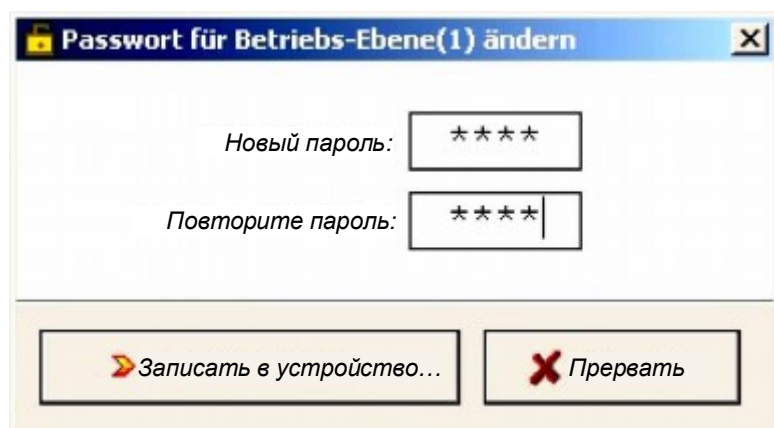 Passwort für Betriebs-Ebene(1) ändern
Новый пароль: ****
Повторите пароль: ****
Записать в устройство... Прервать